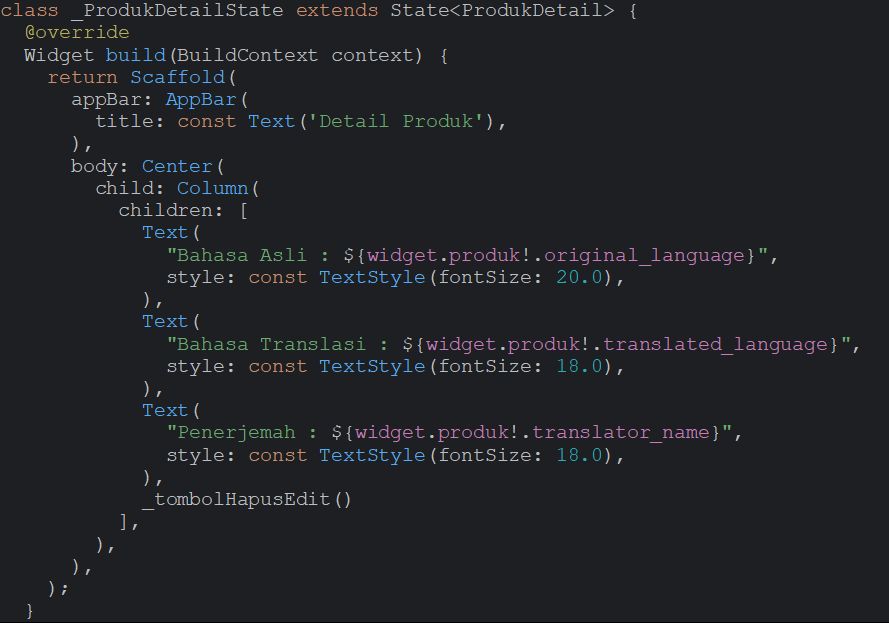 class _ProdukDetailState extends State<ProdukDetail> {
  @override
  Widget build(BuildContext context) {
    return Scaffold(
      appBar: AppBar(
        title: const Text('Detail Produk'),
      ),
      body: Center(
        child: Column(
          children: [
            Text(
              "Bahasa Asli : ${widget.produk!.original_language}",
              style: const TextStyle(fontSize: 20.0),
            ),
            Text(
              "Bahasa Translasi : ${widget.produk!.translated_language}",
              style: const TextStyle(fontSize: 18.0),
            ),
            Text(
              "Penerjemah : ${widget.produk!.translator_name}",
              style: const TextStyle(fontSize: 18.0),
            ),
            _tombolHapusEdit()
          ],
        ),
      ),
    );
  }